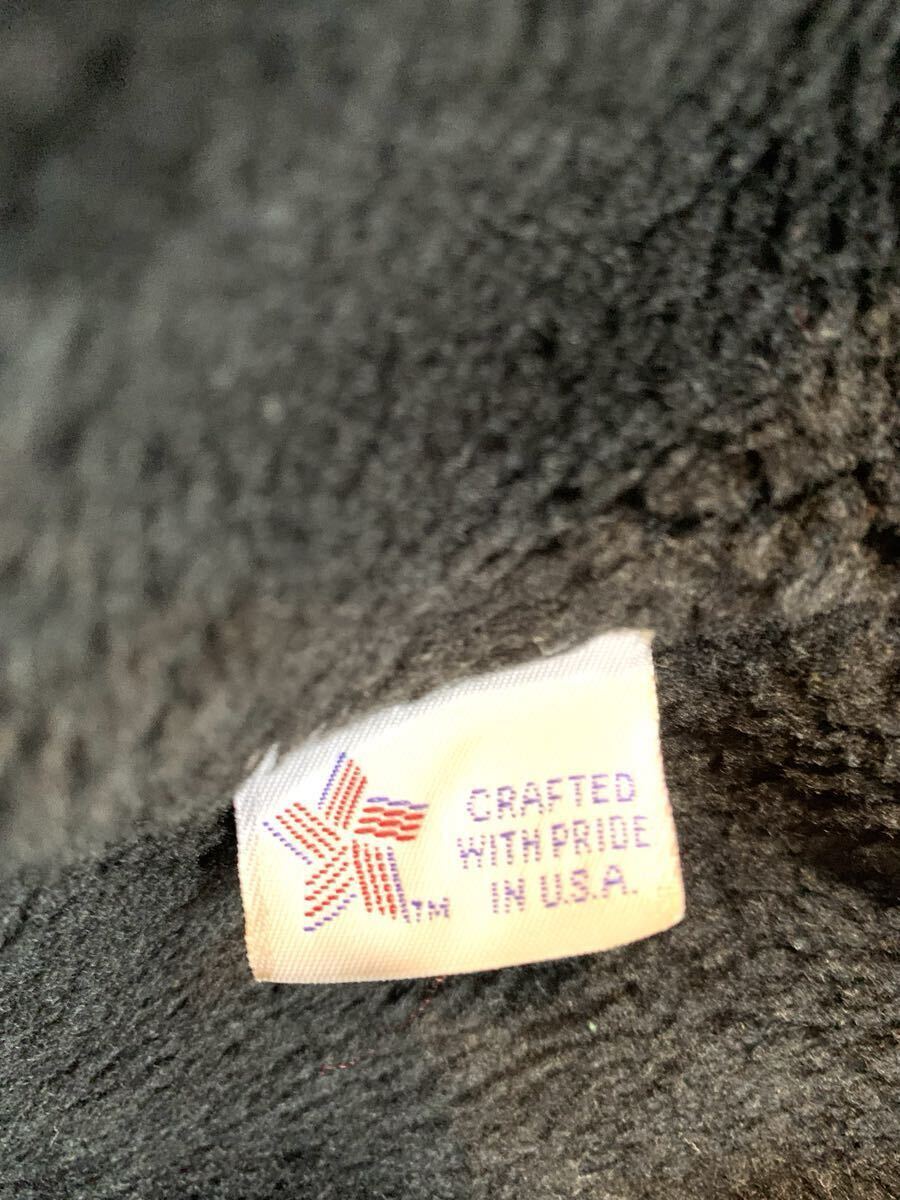 CRAFTED
WITH PRIDE
IN U.S.A.
TM